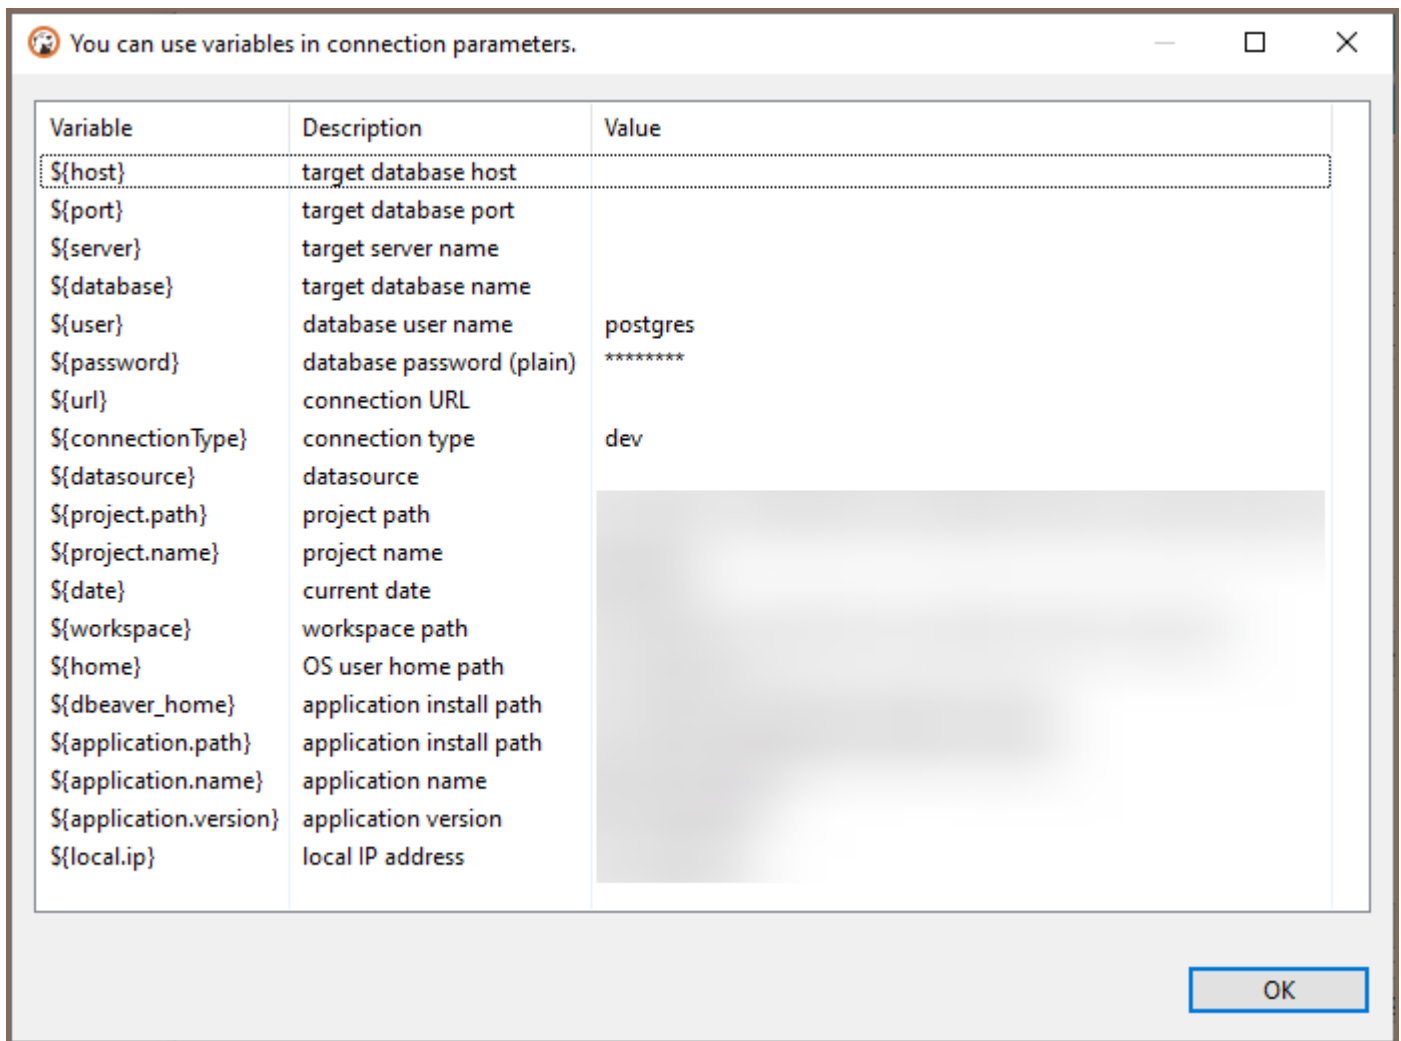 You can use variables in connection parameters.
Variable Description Value
${host} target database host
${port} target database port
${server} target server name
${database} target database name
${user} database user name postgres
${password} database password (plain) ********
${url} connection URL
${connectionType} connection type dev
${datasource} datasource
${project.path} project path
${project.name} project name
${date} current date
${workspace} workspace path
${home} OS user home path
${dbeaver_home} application install path
${application.path} application install path
${application.name} application name
${application.version} application version
${local.ip} local IP address
OK